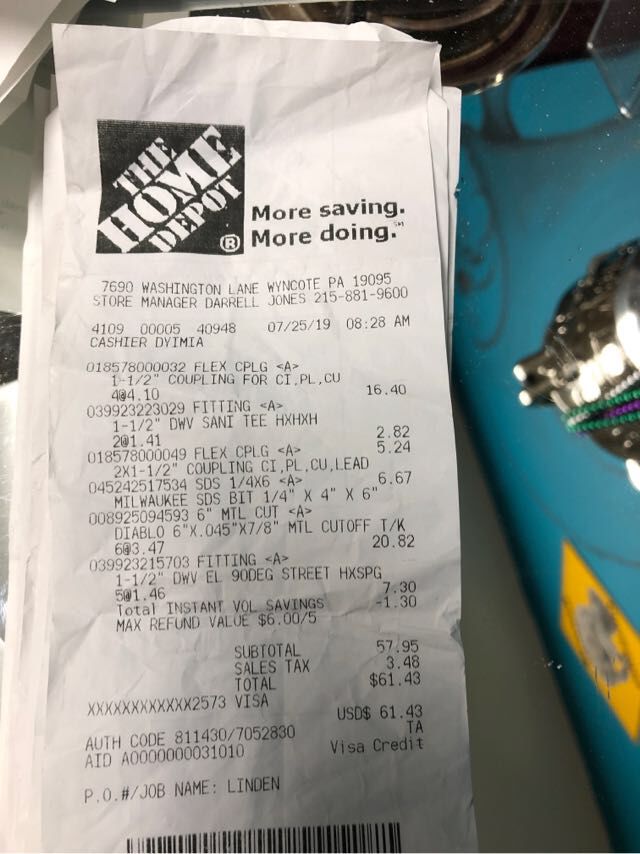 THE
HOME
DEPOT
®
More saving.
More doing.℠
7690 WASHINGTON LANE WYNCOTE PA 19095
STORE MANAGER DARRELL JONES 215-881-9600
4109 00005 40948 07/25/19 08:28 AM
CASHIER DYIMIA
018578000032 FLEX CPLG <A>
1-1/2" COUPLING FOR CI,PL,CU
4@4.10 16.40
039923223029 FITTING <A>
1-1/2" DWV SANI TEE HXHXH
2@1.41 2.82
018578000049 FLEX CPLG <A> 5.24
2X1-1/2" COUPLING CI,PL,CU,LEAD
045242517534 SDS 1/4X6 <A> 6.67
MILWAUKEE SDS BIT 1/4" X 4" X 6"
008925094593 6" MTL CUT <A>
DIABLO 6"X.045"X7/8" MTL CUTOFF T/K
6@3.47 20.82
039923215703 FITTING <A>
1-1/2" DWV EL 90DEG STREET HXSPG
5@1.46 7.30
Total INSTANT VOL SAVINGS -1.30
MAX REFUND VALUE $6.00/5
SUBTOTAL 57.95
SALES TAX 3.48
TOTAL $61.43
XXXXXXXXXXXX2573 VISA
USD$ 61.43
AUTH CODE 811430/7052830 TA
AID A0000000031010 Visa Credit
P.O.#/JOB NAME: LINDEN